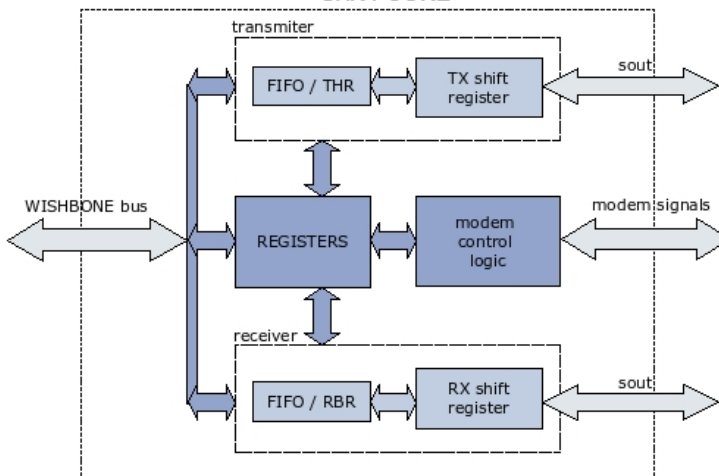 transmiter
FIFO / THR
TX shift
register
sout
WISHBONE bus
REGISTERS
modem
control
logic
modem signals
receiver
FIFO / RBR
RX shift
register
sout